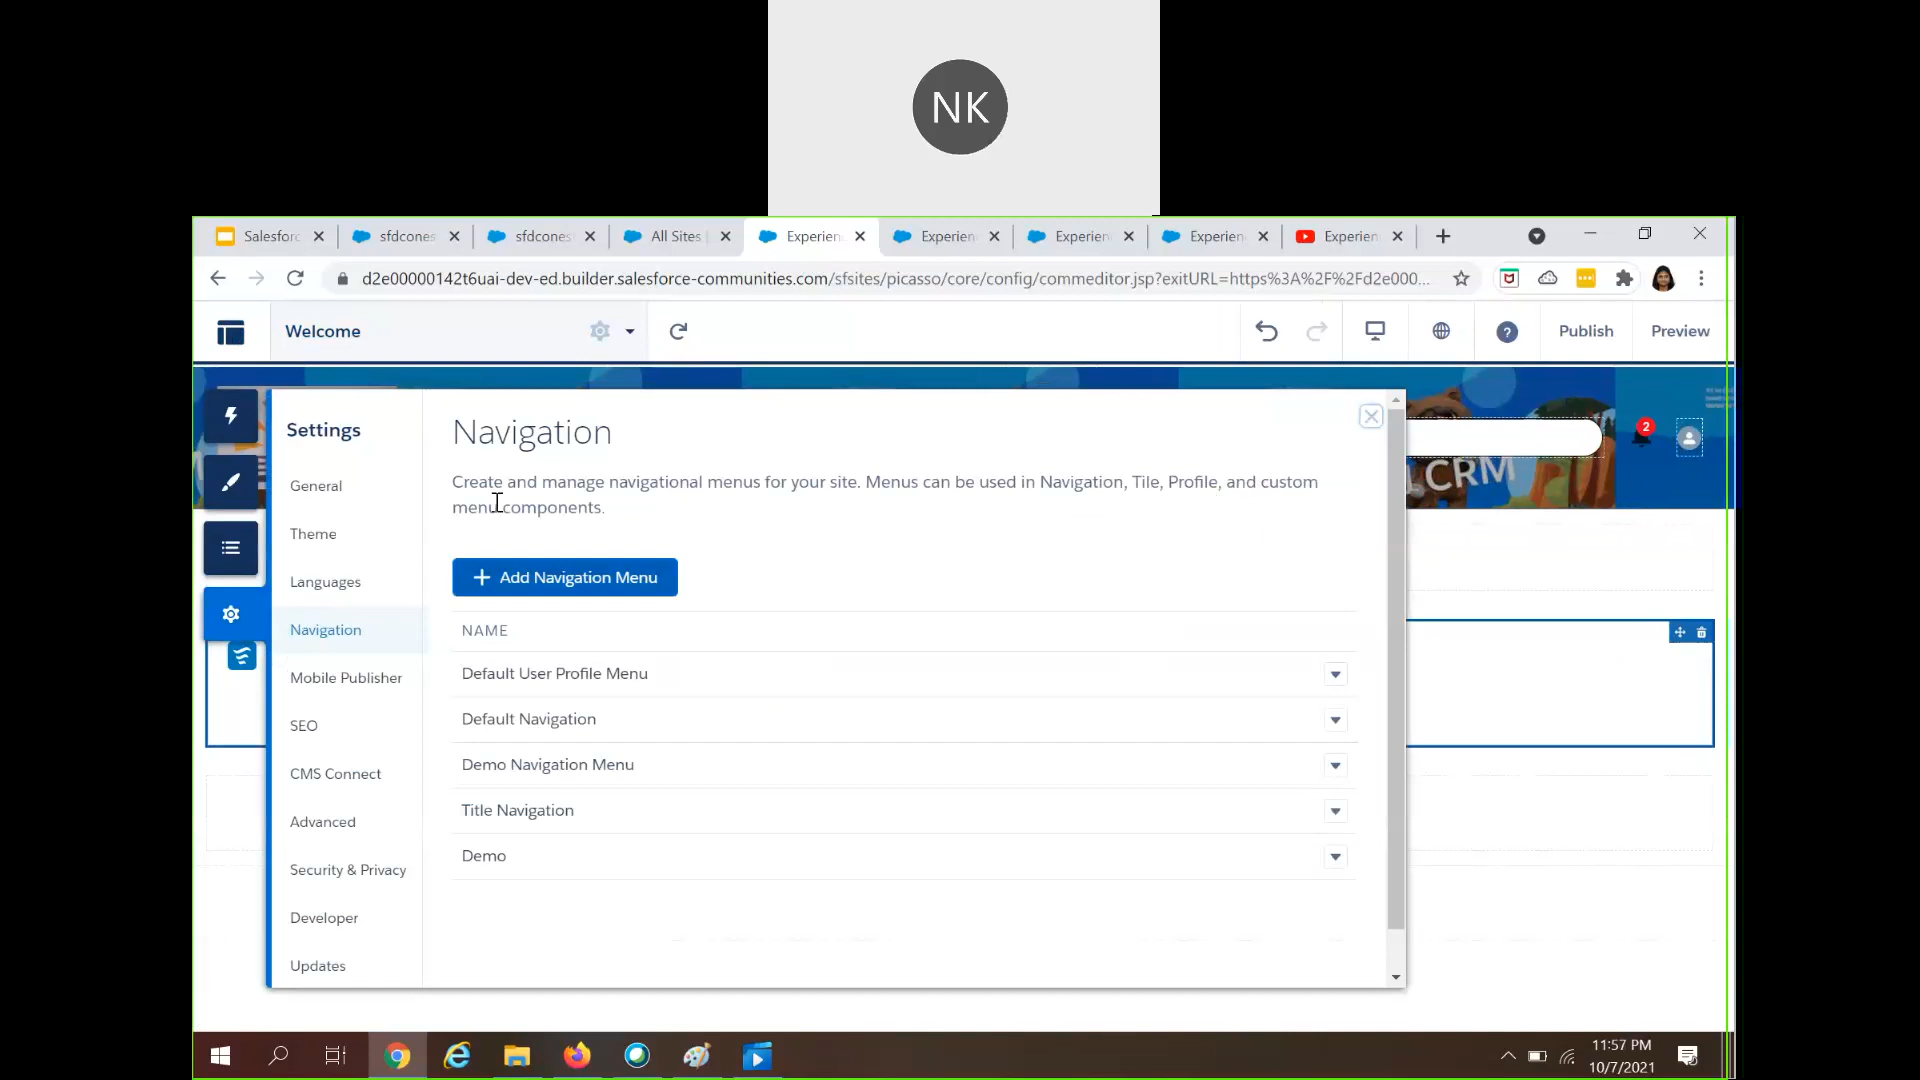 NK
Salesforc
sfdcones
sfdcones
All Sites |
Experien
Experien
Experien
Experien
Experien
d2e00000142t6uai-dev-ed.builder.salesforce-communities.com/sfsites/picasso/core/config/commeditor.jsp?exitURL=https%3A%2F%2Fd2e000...
Welcome
Publish
Preview
Settings
General
Theme
Languages
Navigation
Mobile Publisher
SEO
CMS Connect
Advanced
Security & Privacy
Developer
Updates
Navigation
Create and manage navigational menus for your site. Menus can be used in Navigation, Tile, Profile, and custom
menu components.
Add Navigation Menu
NAME
Default User Profile Menu
Default Navigation
Demo Navigation Menu
Title Navigation
Demo
2
CRM
11:57 PM
10/7/2021